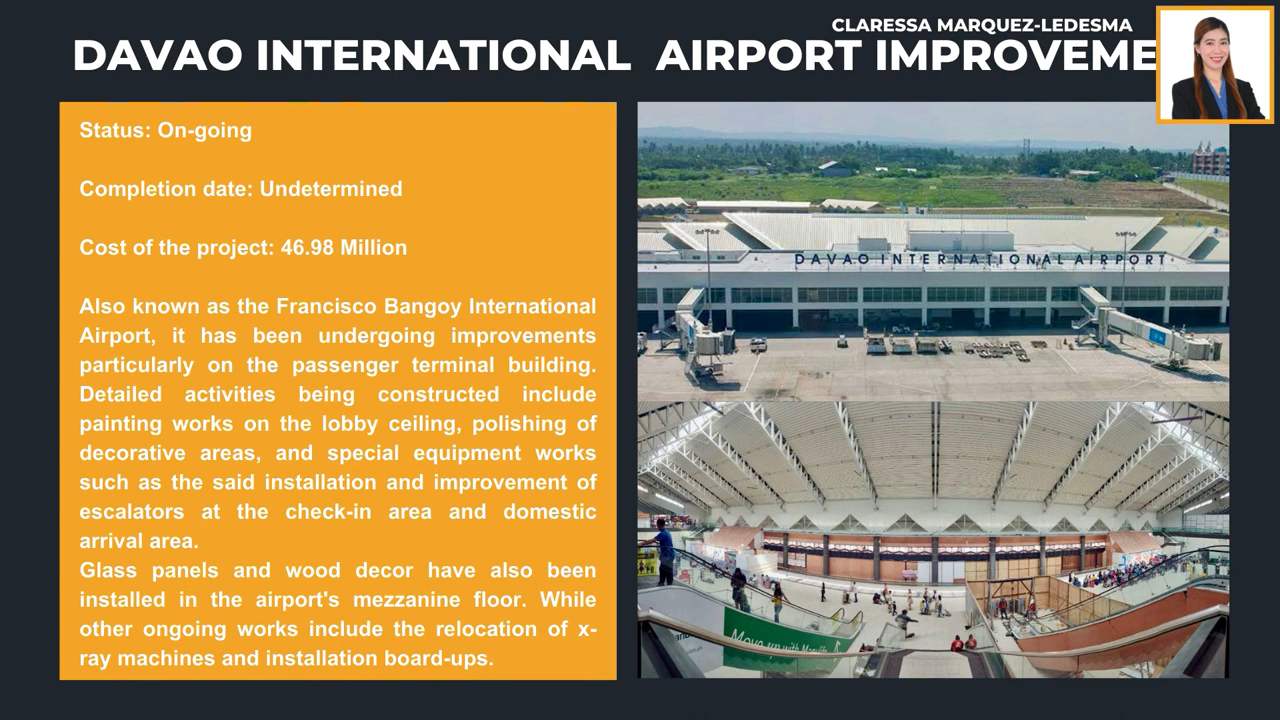 CLARESSA MARQUEZ-LEDESMA
DAVAO INTERNATIONAL AIRPORT IMPROVEME
Status: On-going
Completion date: Undetermined
Cost of the project: 46.98 Million
Also known as the Francisco Bangoy International
Airport, it has been undergoing improvements
particularly on the passenger terminal building.
Detailed activities being constructed include
painting works on the lobby ceiling, polishing of
decorative areas, and special equipment works
such as the said installation and improvement of
escalators at the check-in area and domestic
arrival area.
Glass panels and wood decor have also been
installed in the airport's mezzanine floor. While
other ongoing works include the relocation of x-
ray machines and installation board-ups.
DAVAO INTERNATIONAL AIRPORT
Move up with Manulife